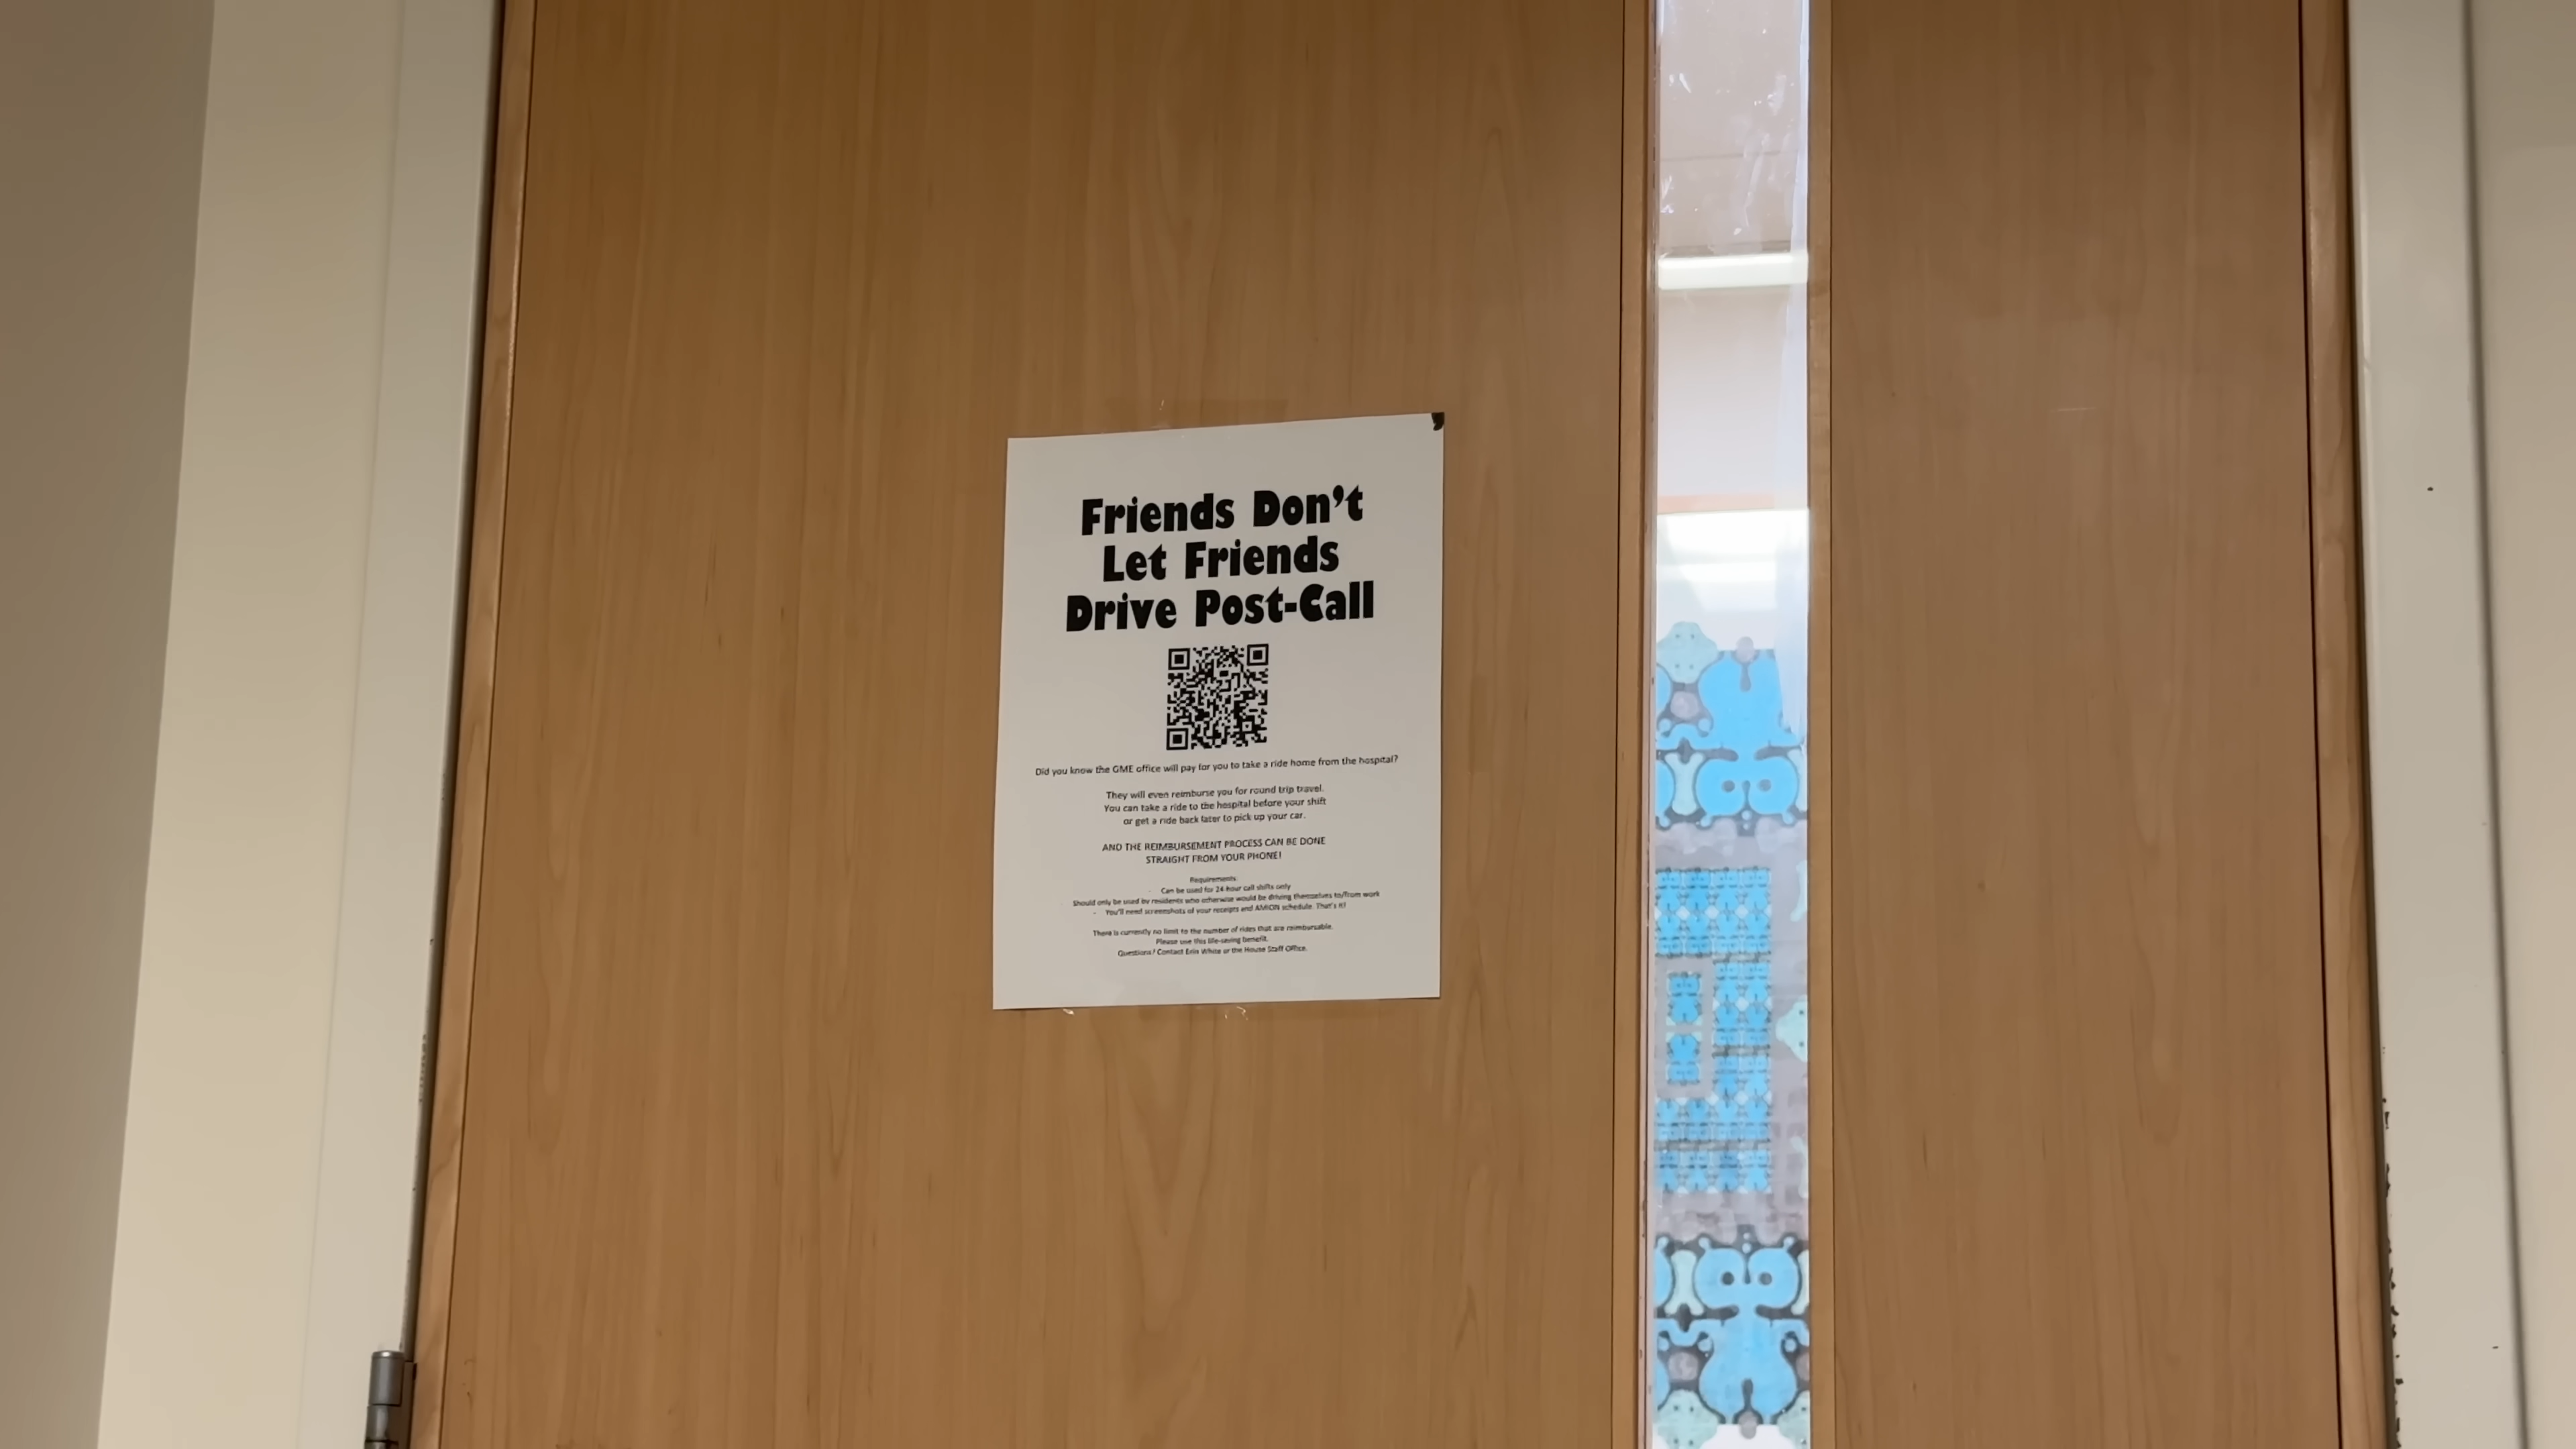 Friends Don't
Let Friends
Drive Post-Call
Did you know the GME office will pay for you to take a ride home from the hospital?
They will even reimburse you for round trip travel.
You can take a ride to the hospital before your shift
or get a ride back later to pick up your car.
AND THE REIMBURSEMENT PROCESS CAN BE DONE
STRAIGHT FROM YOUR PHONE!
Requirements:
- Can be used for 24-hour call shifts only
Should only be used by residents who otherwise would be driving themselves to/from work
- You'll need screenshots of your receipts and AMION schedule. That's it!
There is currently no limit to the number of rides that are reimbursable.
Please use this life-saving benefit.
Questions? Contact Erin White or the House Staff Office.